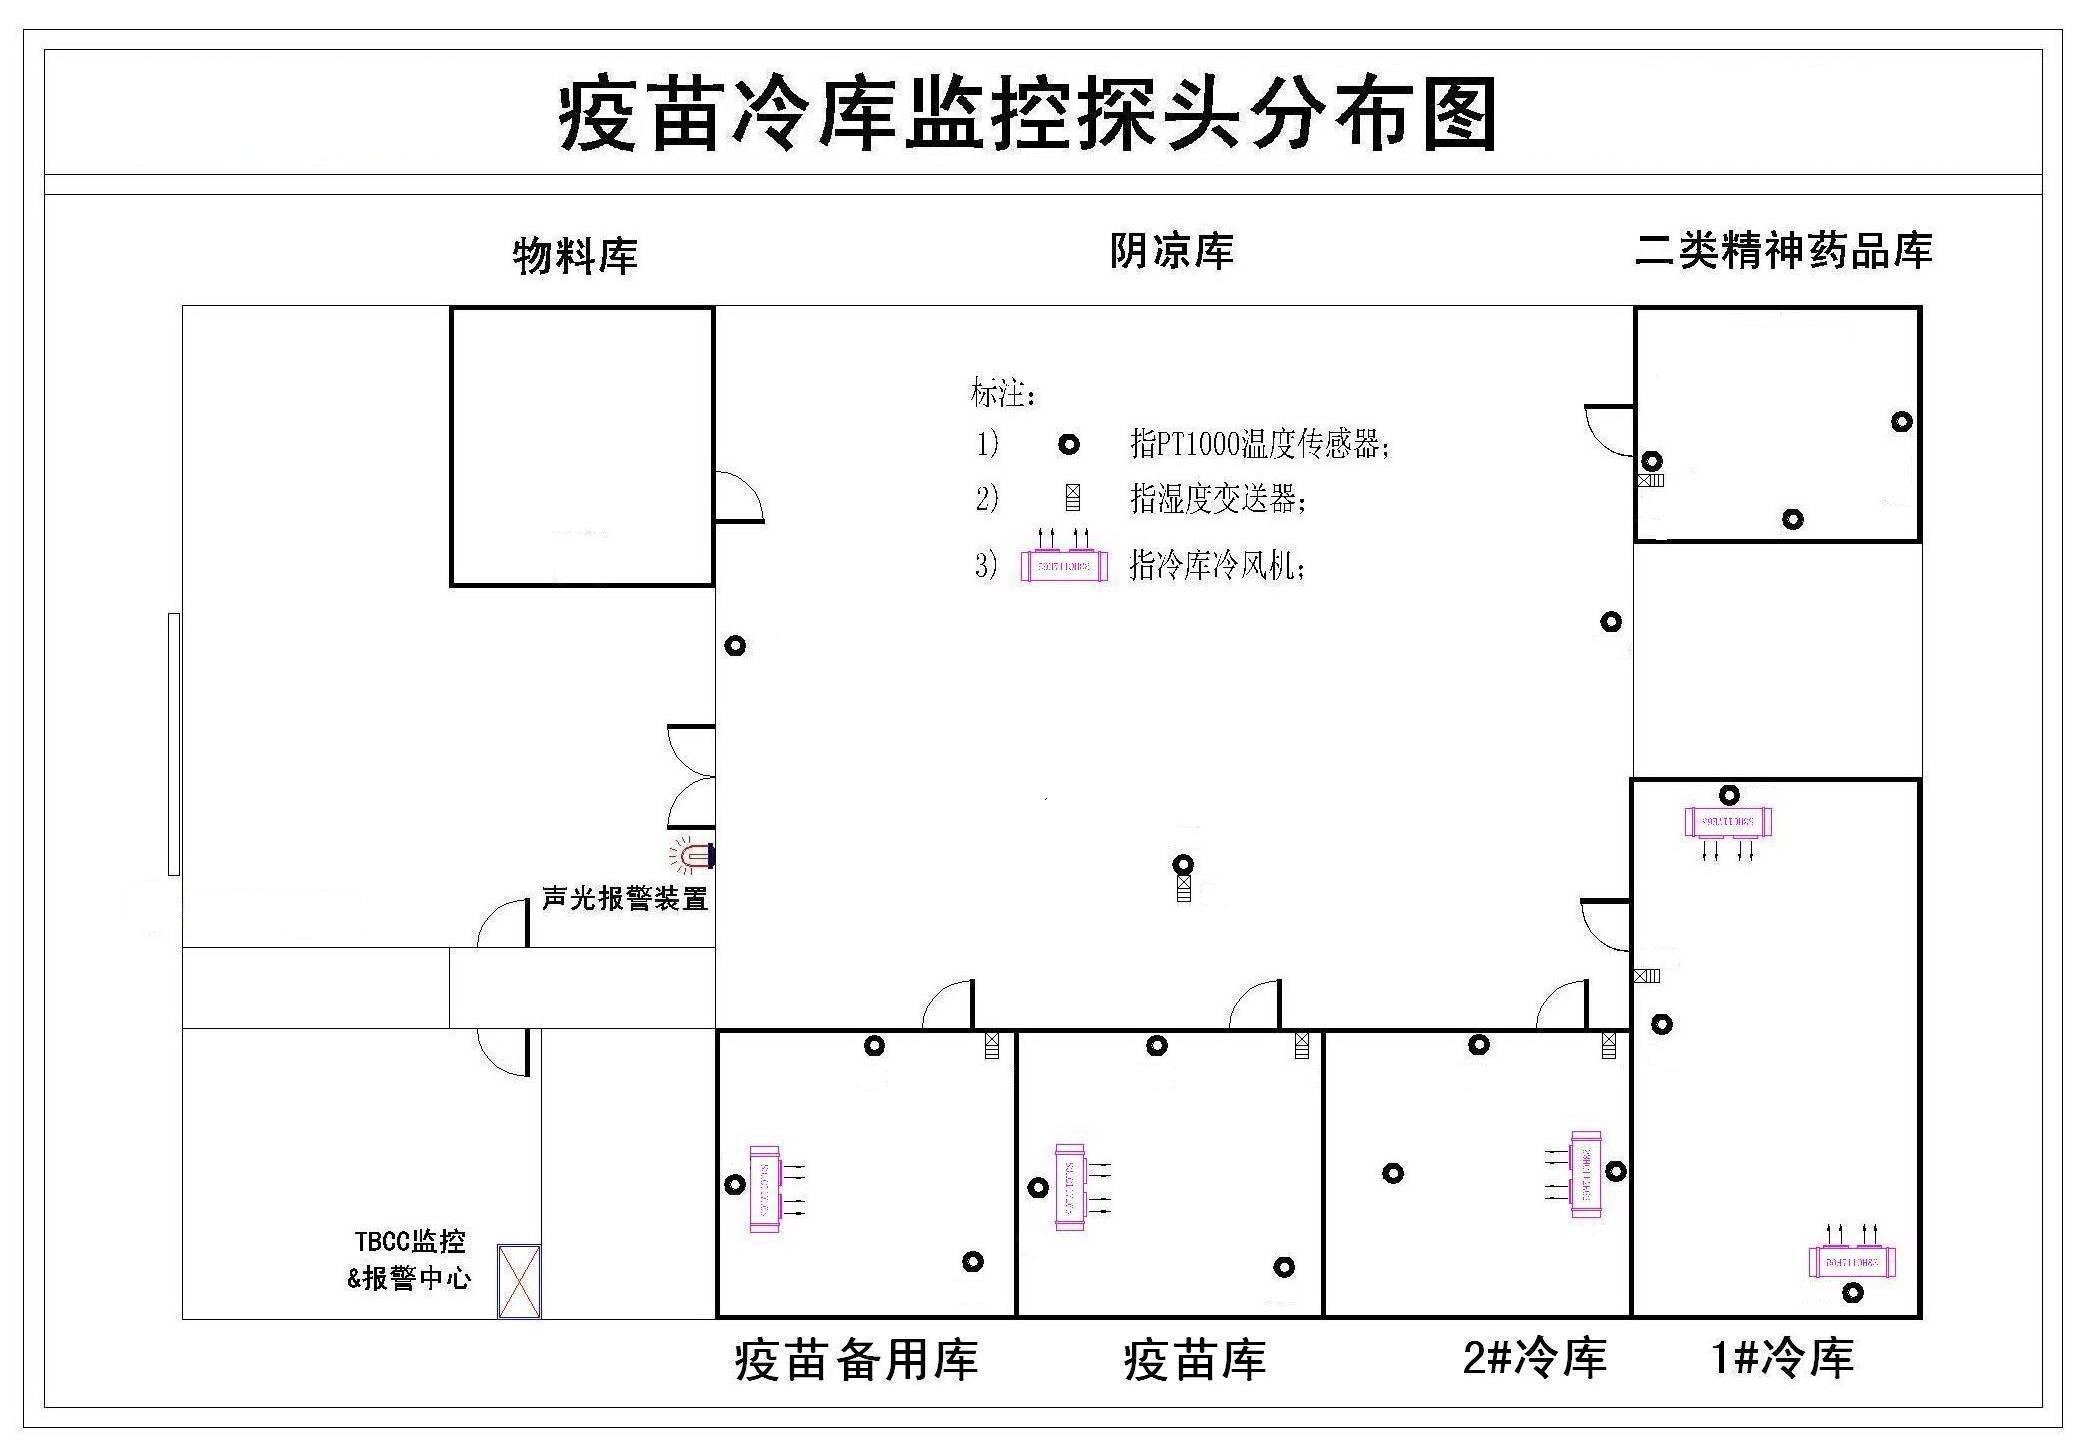 疫苗冷库监控探头分布图
物料库
阴凉库
二类精神药品库
标注：
1) 指PT1000温度传感器；
2) 指湿度变送器；
3) 指冷库冷风机；
声光报警装置
TBCC监控
&报警中心
疫苗备用库
疫苗库
2#冷库
1#冷库